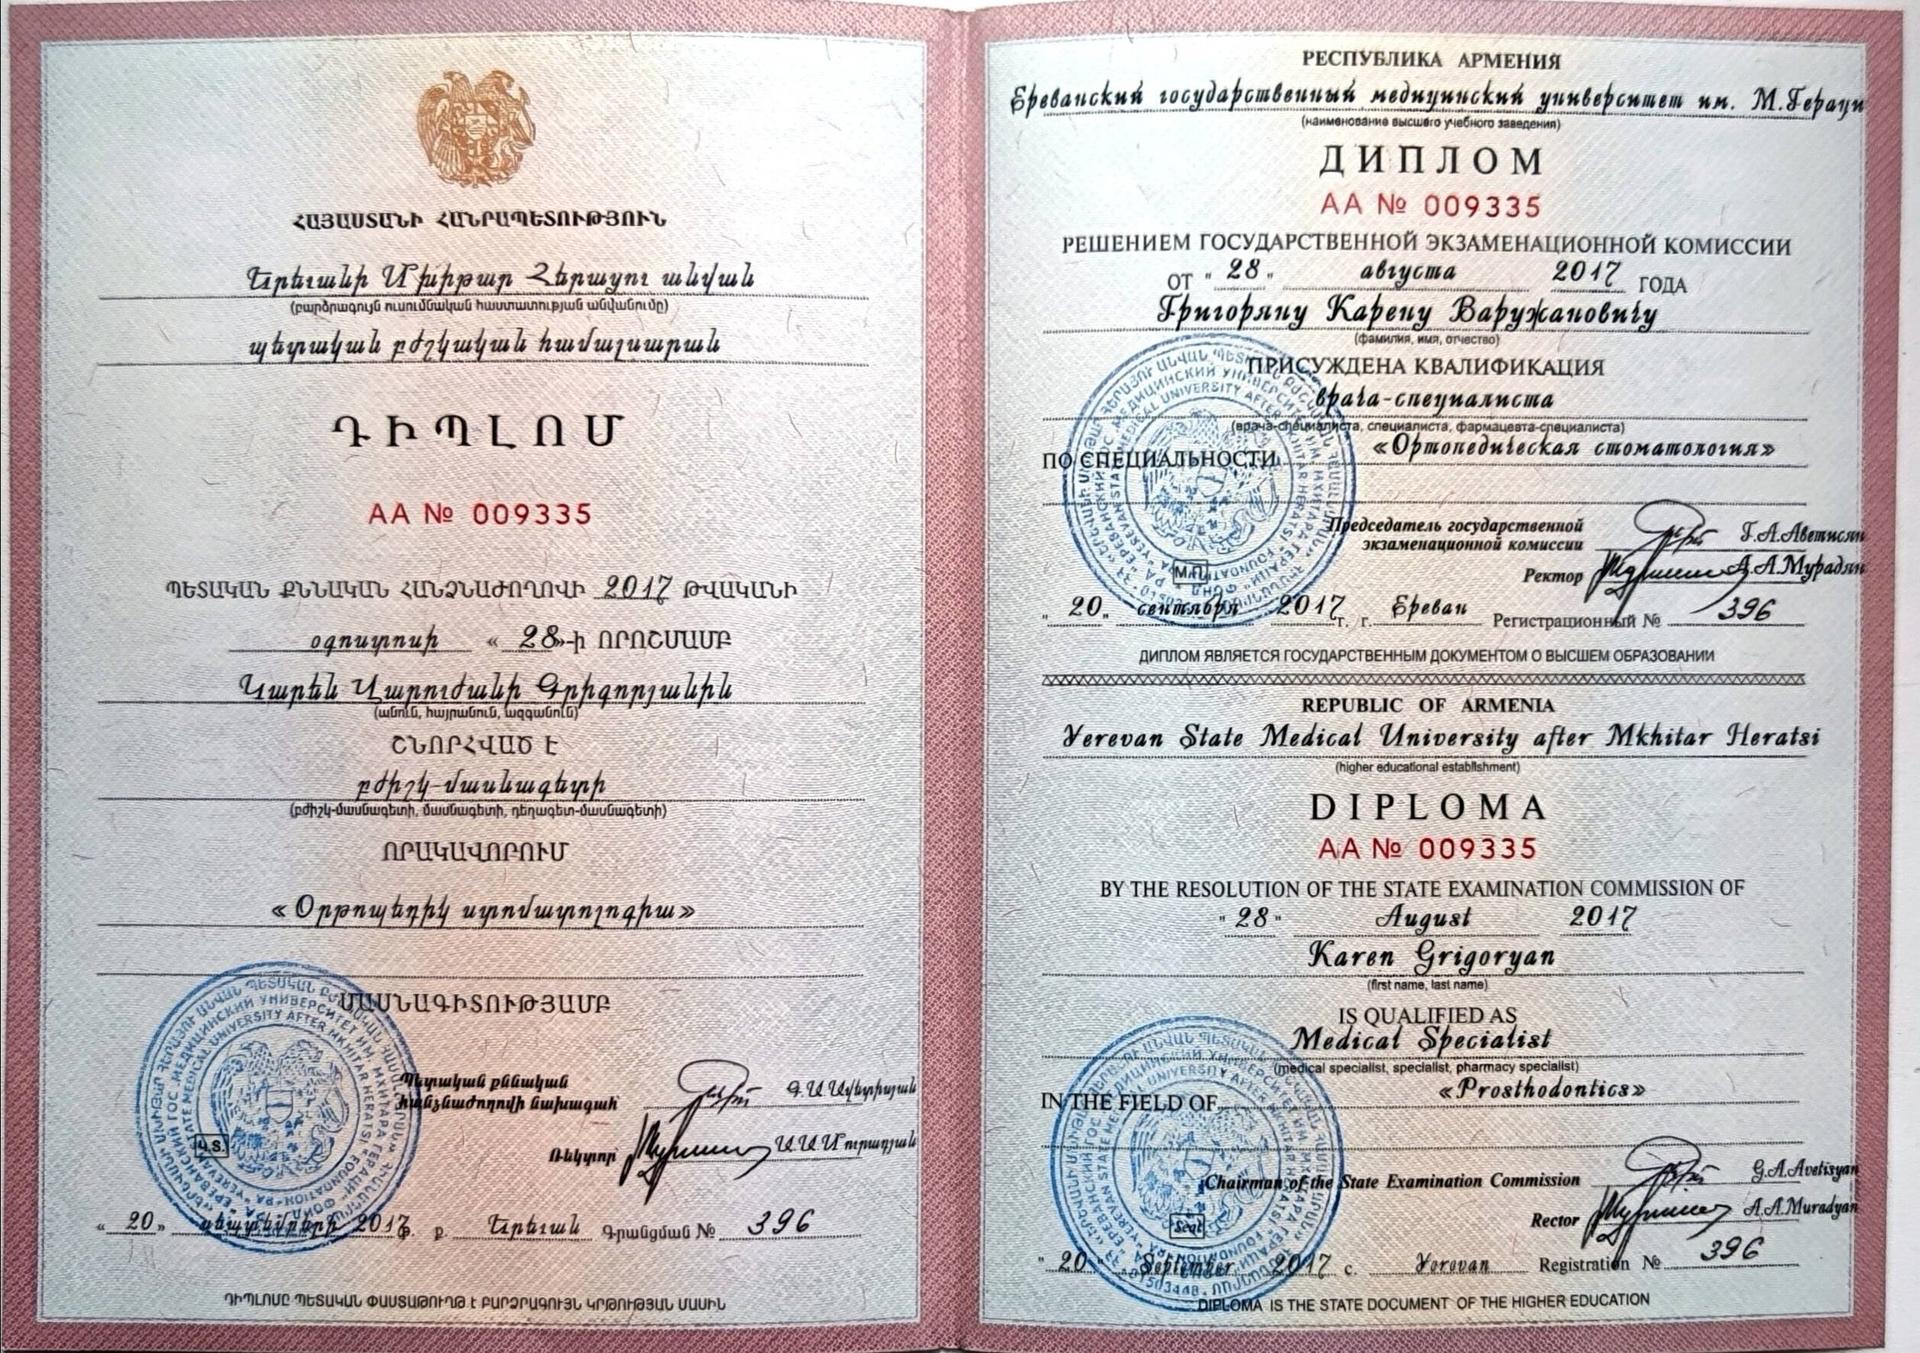 ՀԱՅԱՍՏԱՆԻ ՀԱՆՐԱՊԵՏՈՒԹՅՈՒՆ
Երևանի Մխիթար Հերացու անվան
(բարձրագույն ուսումնական հաստատության անվանումը)
պետական բժշկական համալսարան
ԴԻՊԼՈՄ
AA № 009335
ՊԵՏԱԿԱՆ ՔՆՆԱԿԱՆ ՀԱՆՁՆԱԺՈՂՈՎԻ 2017 ԹՎԱԿԱՆԻ
օգոստոսի « 28 »-ի ՈՐՈՇՄԱՄԲ
Կարեն Վարուժանի Գրիգորյանին
(անուն, հայրանուն, ազգանուն)
ՇՆՈՐՀՎԱԾ Է
բժիշկ-մասնագետի
(բժիշկ-մասնագետի, մասնագետի, դեղագետ-մասնագետի)
ՈՐԱԿԱՎՈՐՈՒՄ
«Օրթոպեդիկ ստոմատոլոգիա»
ՄԱՍՆԱԳԻՏՈՒԹՅԱՄԲ
Պետական քննական
հանձնաժողովի նախագահ Գ.Ա.Ավետիսյան
Ռեկտոր Ա.Ա.Մուրադյան
Կ.Տ.
« 20 » սեպտեմբերի 2017 թ. ք. Երևան Գրանցման № 396
ԴԻՊԼՈՄԸ ՊԵՏԱԿԱՆ ՓԱՍՏԱԹՈՒՂԹ է ԲԱՐՁՐԱԳՈՒՅՆ ԿՐԹՈՒԹՅԱՆ ՄԱՍԻՆ
РЕСПУБЛИКА АРМЕНИЯ
Ереванский государственный медицинский университет им. М.Гераци
(наименование высшего учебного заведения)
ДИПЛОМ
AA № 009335
РЕШЕНИЕМ ГОСУДАРСТВЕННОЙ ЭКЗАМЕНАЦИОННОЙ КОМИССИИ
ОТ " 28 " августа 2017 ГОДА
Григоряну Карену Варужановичу
(фамилия, имя, отчество)
ПРИСУЖДЕНА КВАЛИФИКАЦИЯ
врача-специалиста
(врача-специалиста, специалиста, фармацевта-специалиста)
ПО СПЕЦИАЛЬНОСТИ «Ортопедическая стоматология»
Председатель государственной
экзаменационной комиссии Г.А.Аветисян
Ректор А.А.Мурадян
М.П.
" 20 " сентября 2017 г. г. Ереван Регистрационный № 396
ДИПЛОМ ЯВЛЯЕТСЯ ГОСУДАРСТВЕННЫМ ДОКУМЕНТОМ О ВЫСШЕМ ОБРАЗОВАНИИ
REPUBLIC OF ARMENIA
Yerevan State Medical University after Mkhitar Heratsi
(higher educational establishment)
DIPLOMA
AA № 009335
BY THE RESOLUTION OF THE STATE EXAMINATION COMMISSION OF
" 28 " August 2017
Karen Grigoryan
(first name, last name)
IS QUALIFIED AS
Medical Specialist
(medical specialist, specialist, pharmacy specialist)
IN THE FIELD OF «Prosthodontics»
Chairman of the State Examination Commission G.A.Avetisyan
Rector A.A.Muradyan
Seal
" 20 " September 2017 c. Yerevan Registration № 396
DIPLOMA IS THE STATE DOCUMENT OF THE HIGHER EDUCATION